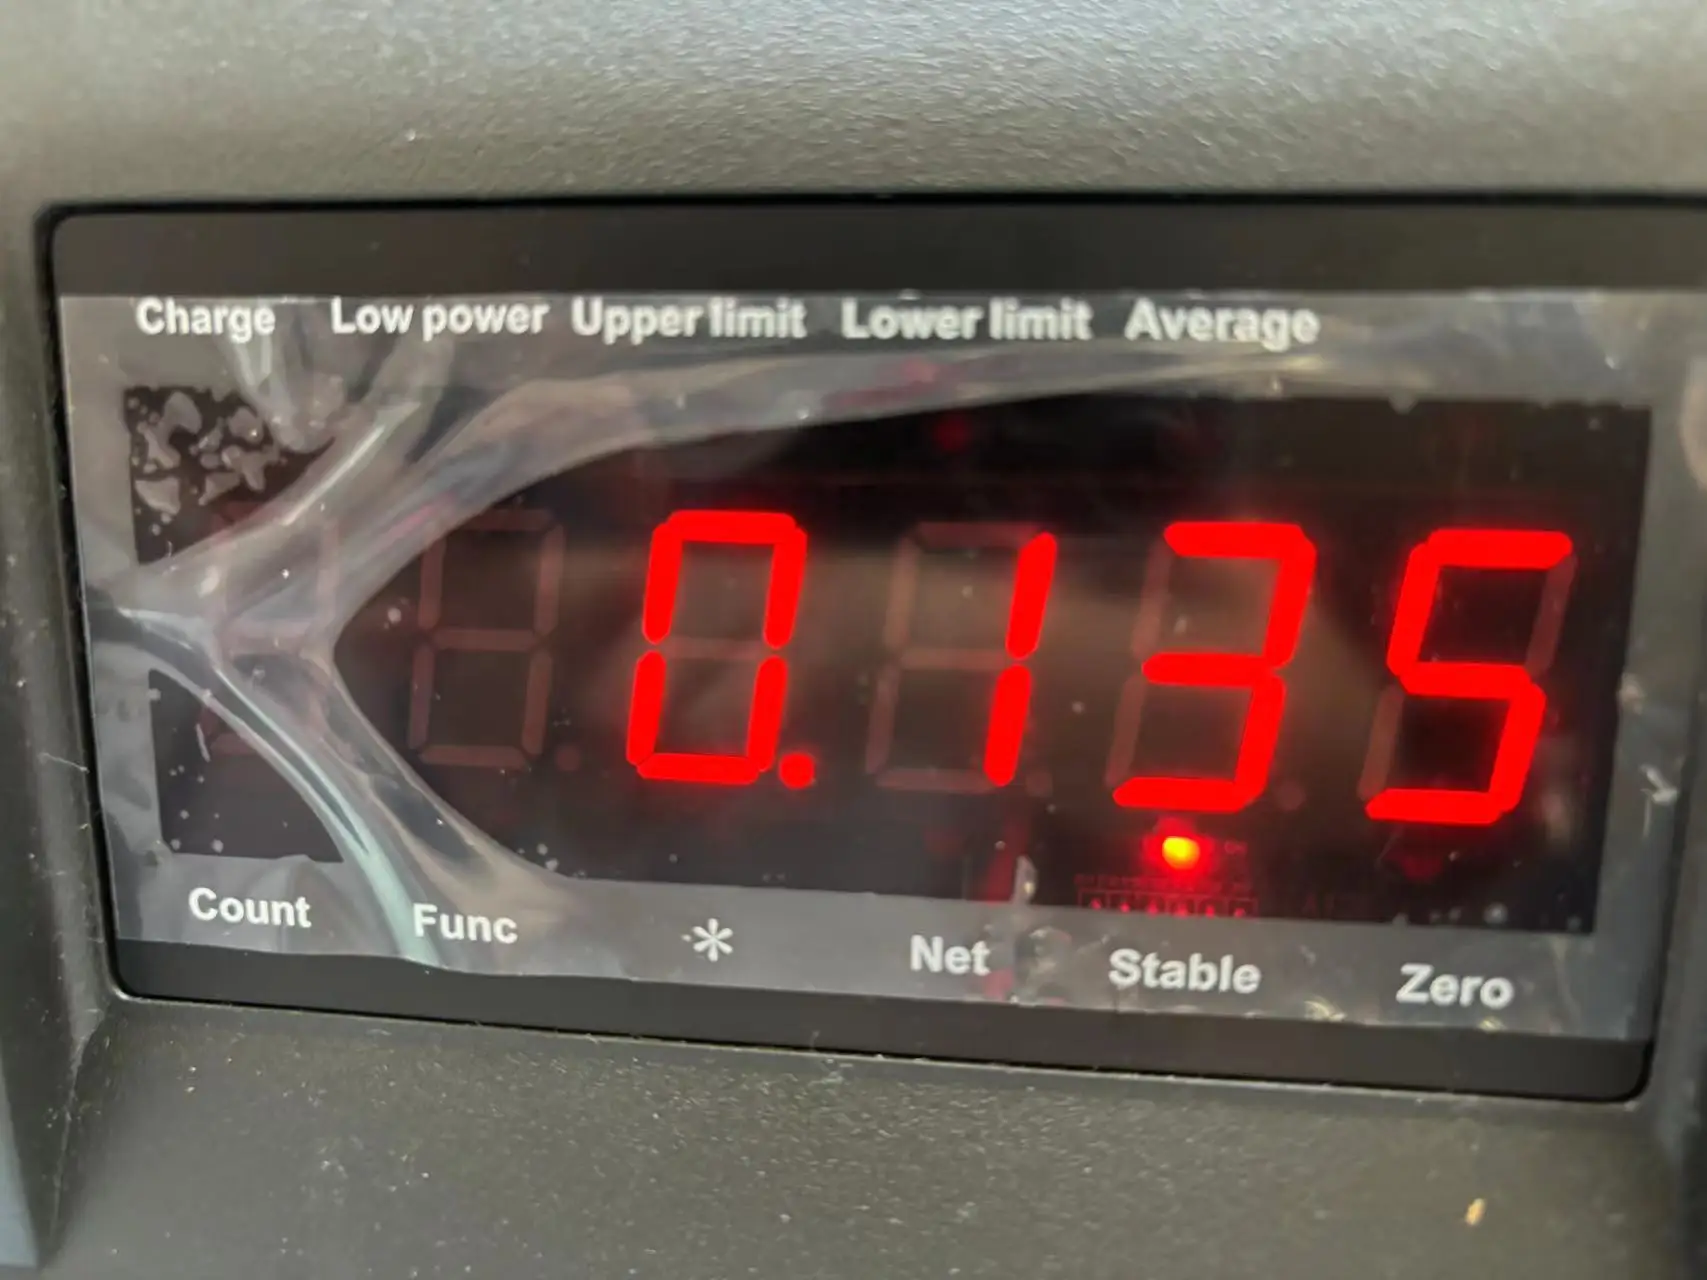 Charge Low power Upper limit Lower limit Average
0.135
Count Func * Net Stable Zero